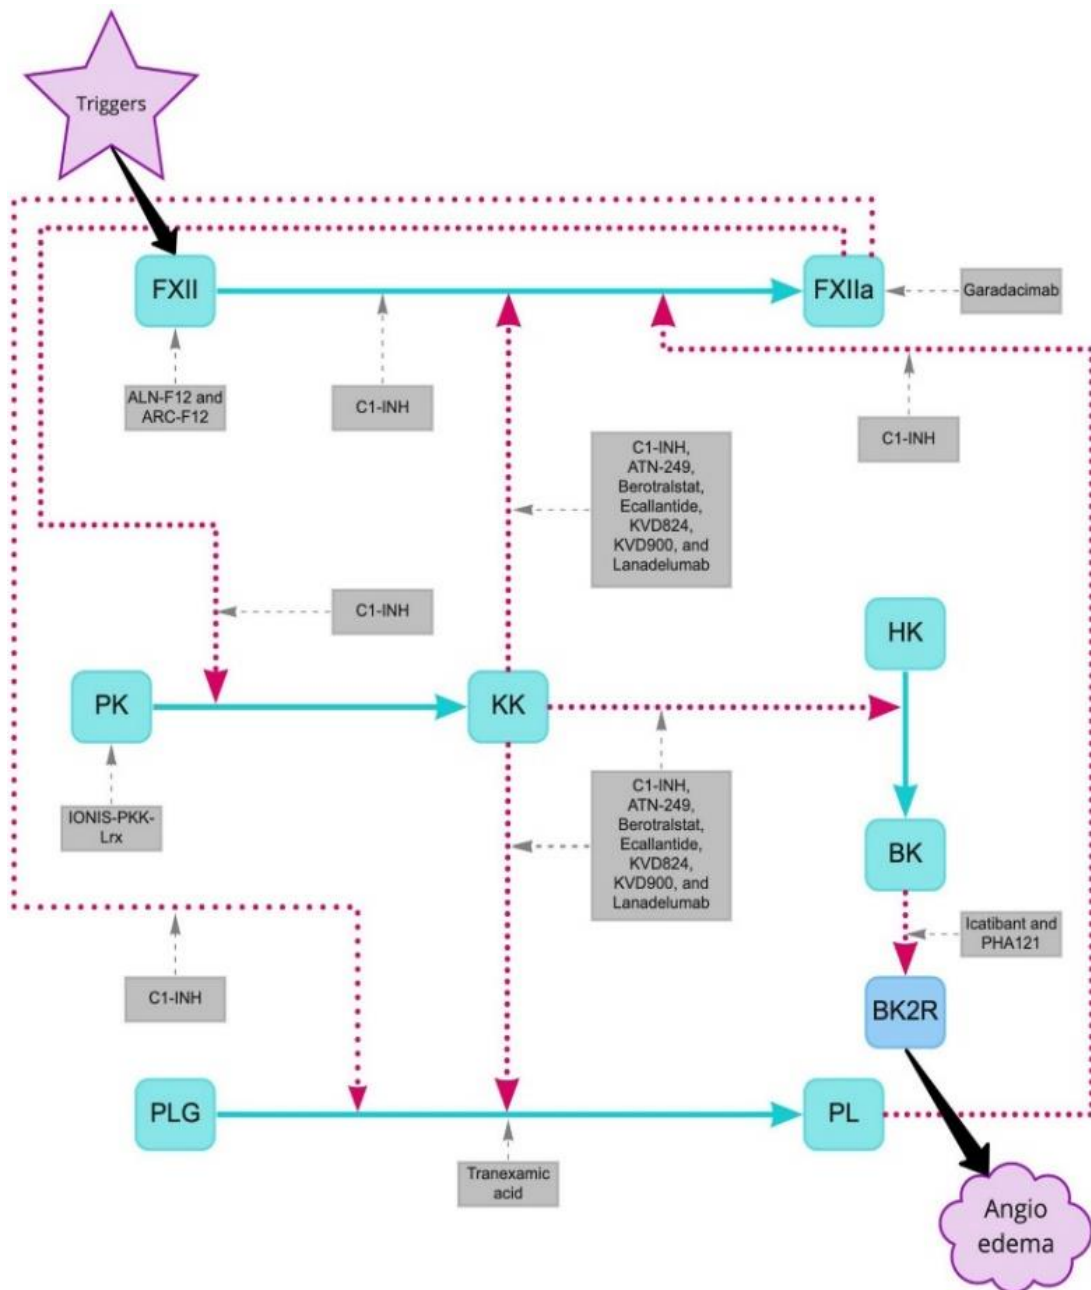 Triggers
FXII
FXIIa
Garadacimab
ALN-F12 and
ARC-F12
C1-INH
C1-INH
C1-INH,
ATN-249,
Berotralstat,
Ecallantide,
KVD824,
KVD900, and
Lanadelumab
C1-INH
HK
PK
KK
IONIS-PKK-
Lrx
C1-INH,
ATN-249,
Berotralstat,
Ecallantide,
KVD824,
KVD900, and
Lanadelumab
BK
Icatibant and
PHA121
C1-INH
BK2R
PLG
PL
Tranexamic
acid
Angio
edema